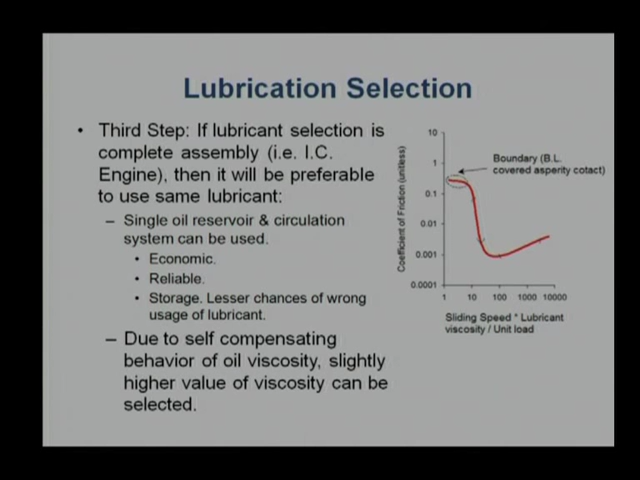 Lubrication Selection
• Third Step: If lubricant selection is
complete assembly (i.e. I.C.
Engine), then it will be preferable
to use same lubricant:
– Single oil reservoir & circulation
system can be used.
• Economic.
• Reliable.
• Storage. Lesser chances of wrong
usage of lubricant.
– Due to self compensating
behavior of oil viscosity, slightly
higher value of viscosity can be
selected.
Coefficient of Friction (unitless)
10
1
0.1
0.01
0.001
0.0001
Boundary (B.L.
covered asperity cotact)
1 10 100 1000 10000
Sliding Speed * Lubricant
viscosity / Unit load